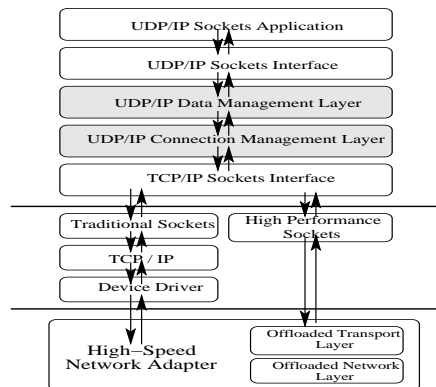 UDP/IP Sockets Application
UDP/IP Sockets Interface
UDP/IP Data Management Layer
UDP/IP Connection Management Layer
TCP/IP Sockets Interface
Traditional Sockets
High Performance
Sockets
TCP / IP
Device Driver
High−Speed
Network Adapter
Offloaded Transport
Layer
Offloaded Network
Layer